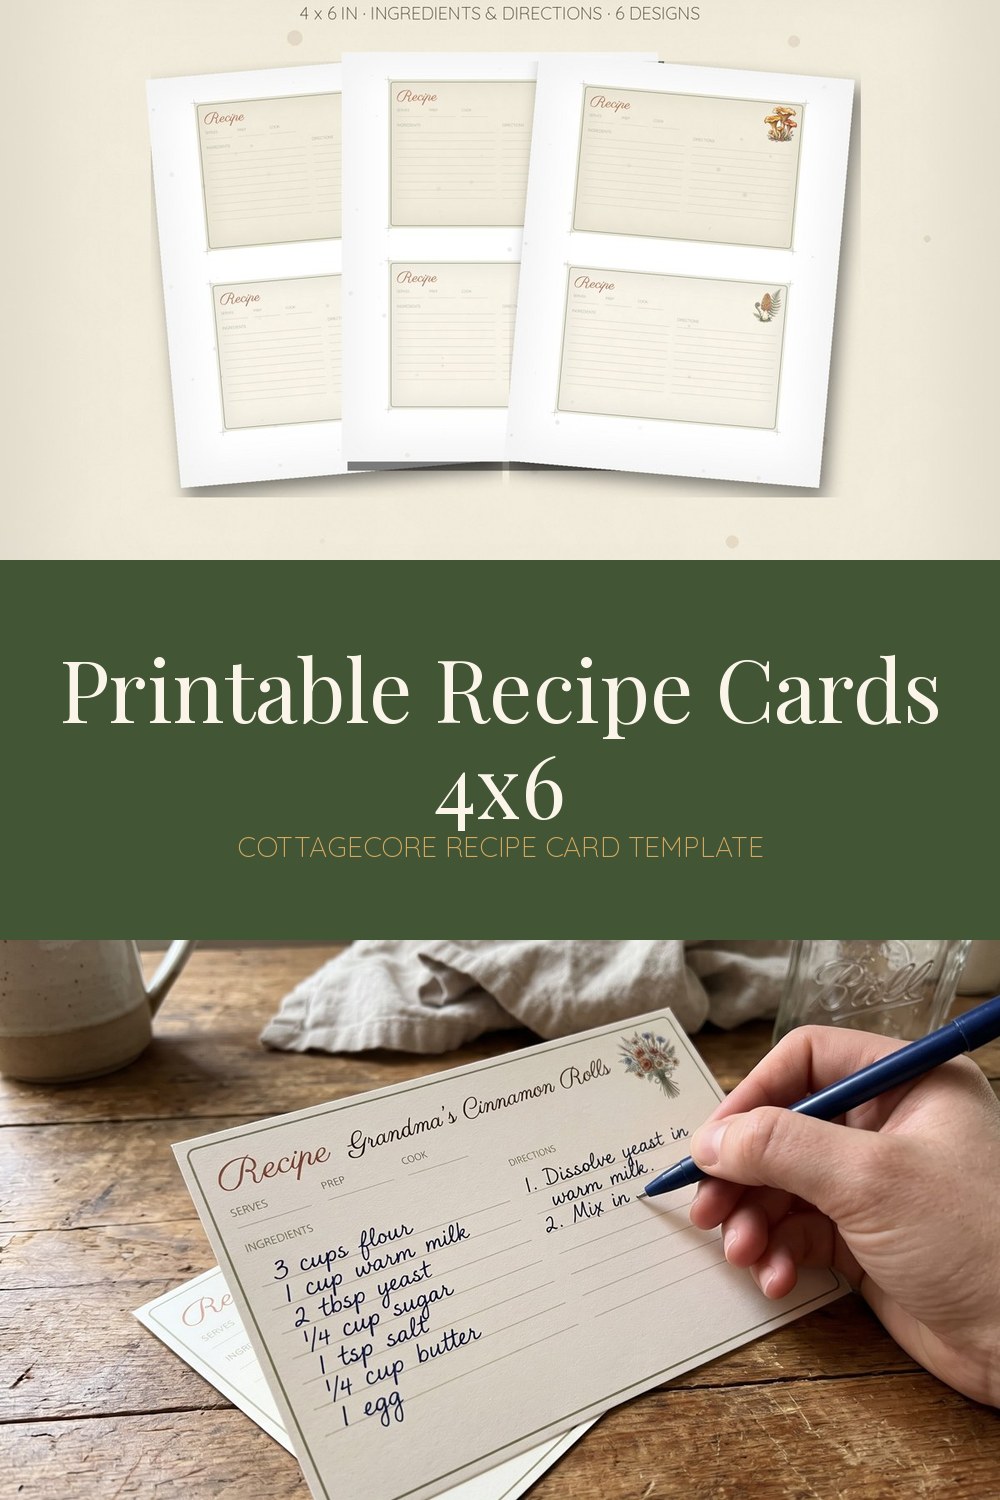 4 x 6 IN · INGREDIENTS & DIRECTIONS · 6 DESIGNS
Recipe
Recipe
Recipe
Recipe
Recipe
Recipe
Printable Recipe Cards
4x6
COTTAGECORE RECIPE CARD TEMPLATE
Ball
Recipe Grandma's Cinnamon Rolls
SERVES PREP COOK
INGREDIENTS
3 cups flour
1 cup warm milk
2 tbsp yeast
1/4 cup sugar
1 tsp salt
1/4 cup butter
1 egg
DIRECTIONS
1. Dissolve yeast in
warm milk.
2. Mix in
Re
SERVES
INGR